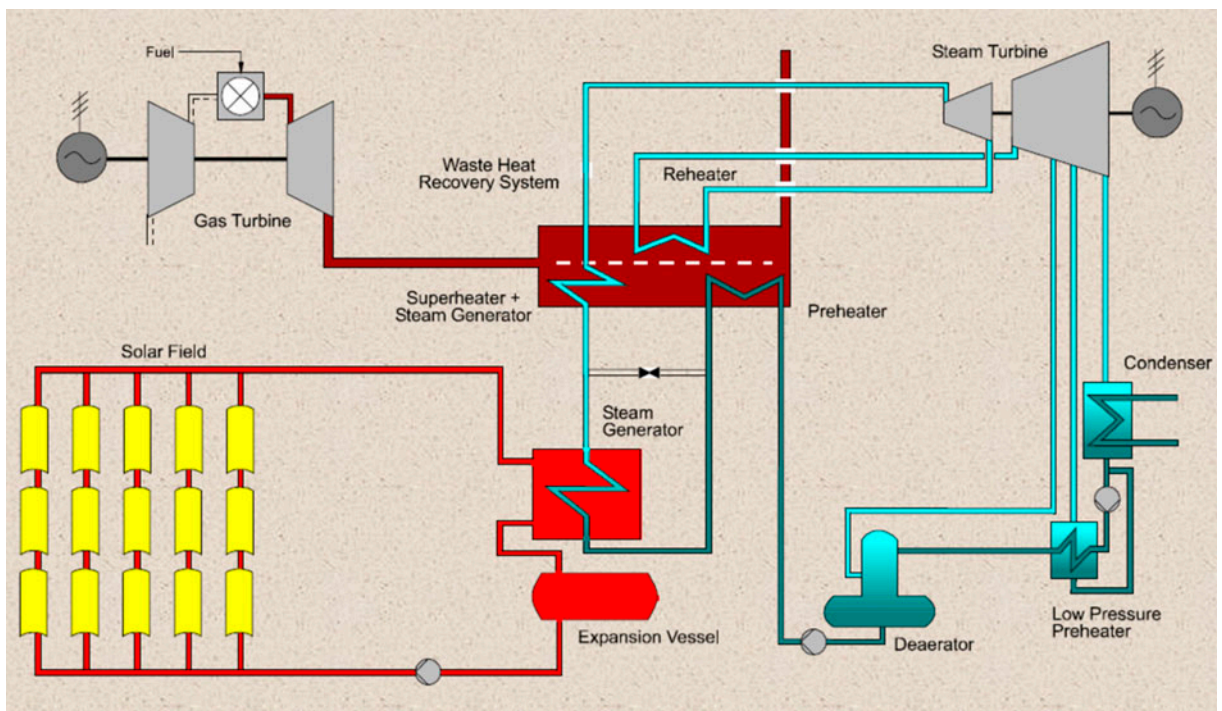 Fuel
Steam Turbine
Waste Heat
Recovery System
Reheater
Gas Turbine
Superheater +
Steam Generator
Preheater
Solar Field
Condenser
Steam
Generator
Expansion Vessel
Deaerator
Low Pressure
Preheater